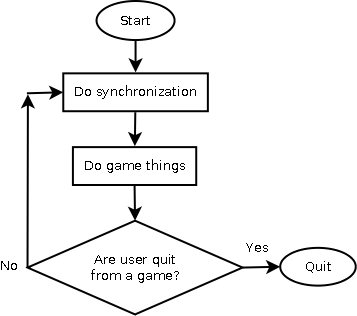 Start
Do synchronization
Do game things
Are user quit
from a game?
No
Yes
Quit